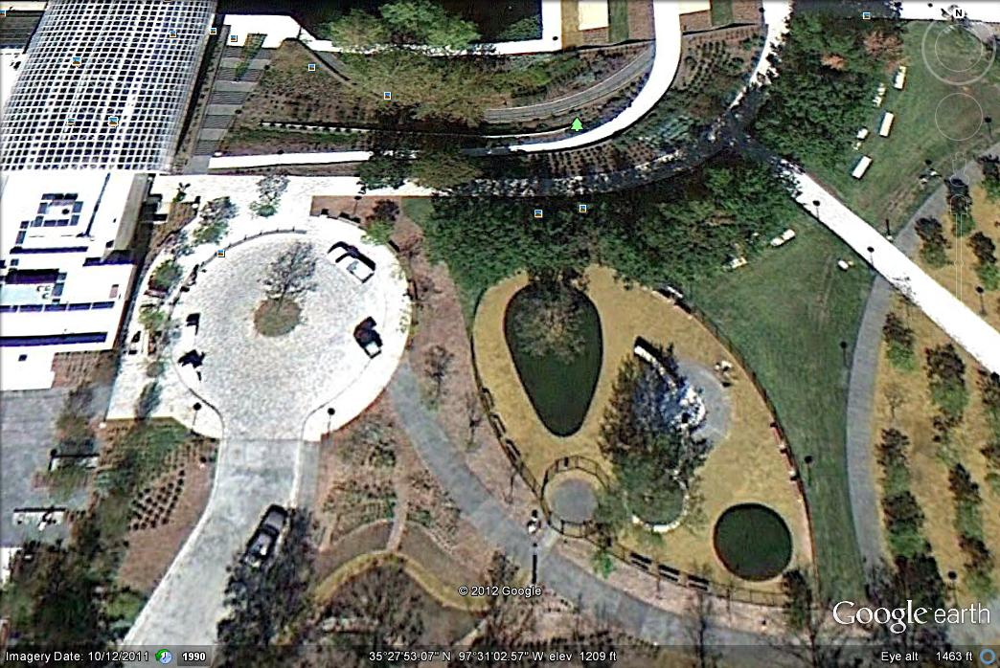 N
© 2012 Google
Google earth
Imagery Date: 10/12/2011 1990 35°27'53.07" N 97°31'02.57" W elev 1209 ft Eye alt 1463 ft